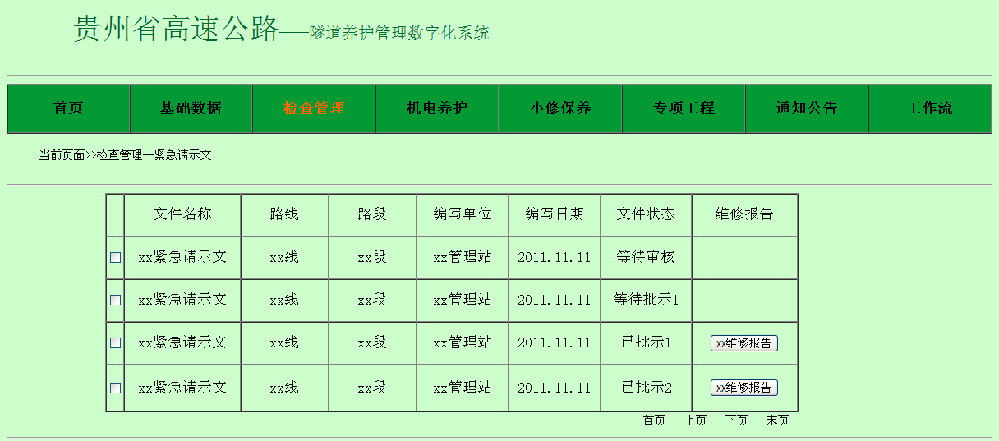 贵州省高速公路——隧道养护管理数字化系统
首页 基础数据 检查管理 机电养护 小修保养 专项工程 通知公告 工作流
当前页面>>检查管理—紧急请示文
文件名称 路线 路段 编写单位 编写日期 文件状态 维修报告
xx紧急请示文 xx线 xx段 xx管理站 2011.11.11 等待审核
xx紧急请示文 xx线 xx段 xx管理站 2011.11.11 等待批示1
xx紧急请示文 xx线 xx段 xx管理站 2011.11.11 已批示1 xx维修报告
xx紧急请示文 xx线 xx段 xx管理站 2011.11.11 已批示2 xx维修报告
首页 上页 下页 末页